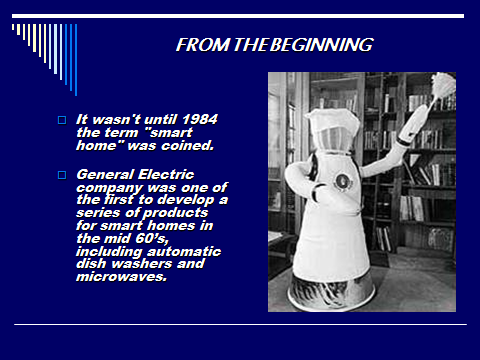 FROM THE BEGINNING
It wasn't until 1984
the term "smart
home" was coined.
General Electric
company was one of
the first to develop a
series of products
for smart homes in
the mid 60's,
including automatic
dish washers and
microwaves.